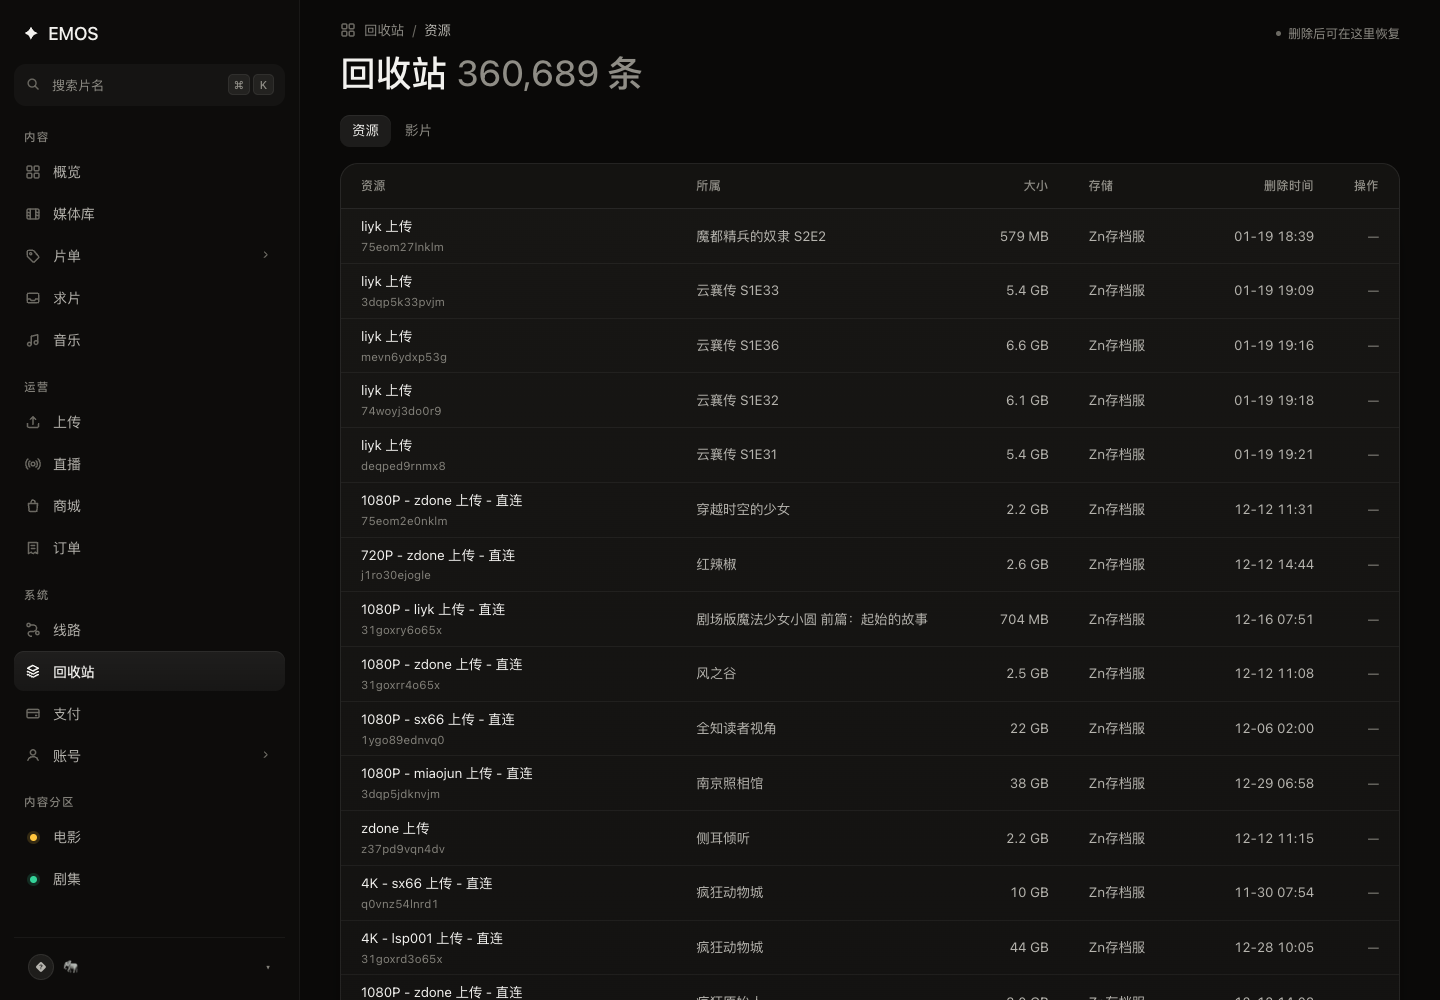 EMOS
搜索片名 ⌘ K
内容
概览
媒体库
片单
求片
音乐
运营
上传
直播
商城
订单
系统
线路
回收站
支付
账号
内容分区
电影
剧集
回收站 / 资源
删除后可在这里恢复
回收站 360,689 条
资源 影片
资源 所属 大小 存储 删除时间 操作
liyk 上传
75eom27lnklm
魔都精兵的奴隶 S2E2 579 MB Zn存档服 01-19 18:39 —
liyk 上传
3dqp5k33pvjm
云襄传 S1E33 5.4 GB Zn存档服 01-19 19:09 —
liyk 上传
mevn6ydxp53g
云襄传 S1E36 6.6 GB Zn存档服 01-19 19:16 —
liyk 上传
74woyj3do0r9
云襄传 S1E32 6.1 GB Zn存档服 01-19 19:18 —
liyk 上传
deqped9rnmx8
云襄传 S1E31 5.4 GB Zn存档服 01-19 19:21 —
1080P - zdone 上传 - 直连
75eom2e0nklm
穿越时空的少女 2.2 GB Zn存档服 12-12 11:31 —
720P - zdone 上传 - 直连
j1ro30ejogle
红辣椒 2.6 GB Zn存档服 12-12 14:44 —
1080P - liyk 上传 - 直连
31goxry6o65x
剧场版魔法少女小圆 前篇：起始的故事 704 MB Zn存档服 12-16 07:51 —
1080P - zdone 上传 - 直连
31goxrr4o65x
风之谷 2.5 GB Zn存档服 12-12 11:08 —
1080P - sx66 上传 - 直连
1ygo89ednvq0
全知读者视角 22 GB Zn存档服 12-06 02:00 —
1080P - miaojun 上传 - 直连
3dqp5jdknvjm
南京照相馆 38 GB Zn存档服 12-29 06:58 —
zdone 上传
z37pd9vqn4dv
侧耳倾听 2.2 GB Zn存档服 12-12 11:15 —
4K - sx66 上传 - 直连
q0vnz54lnrd1
疯狂动物城 10 GB Zn存档服 11-30 07:54 —
4K - lsp001 上传 - 直连
31goxrd3o65x
疯狂动物城 44 GB Zn存档服 12-28 10:05 —
1080P - zdone 上传 - 直连